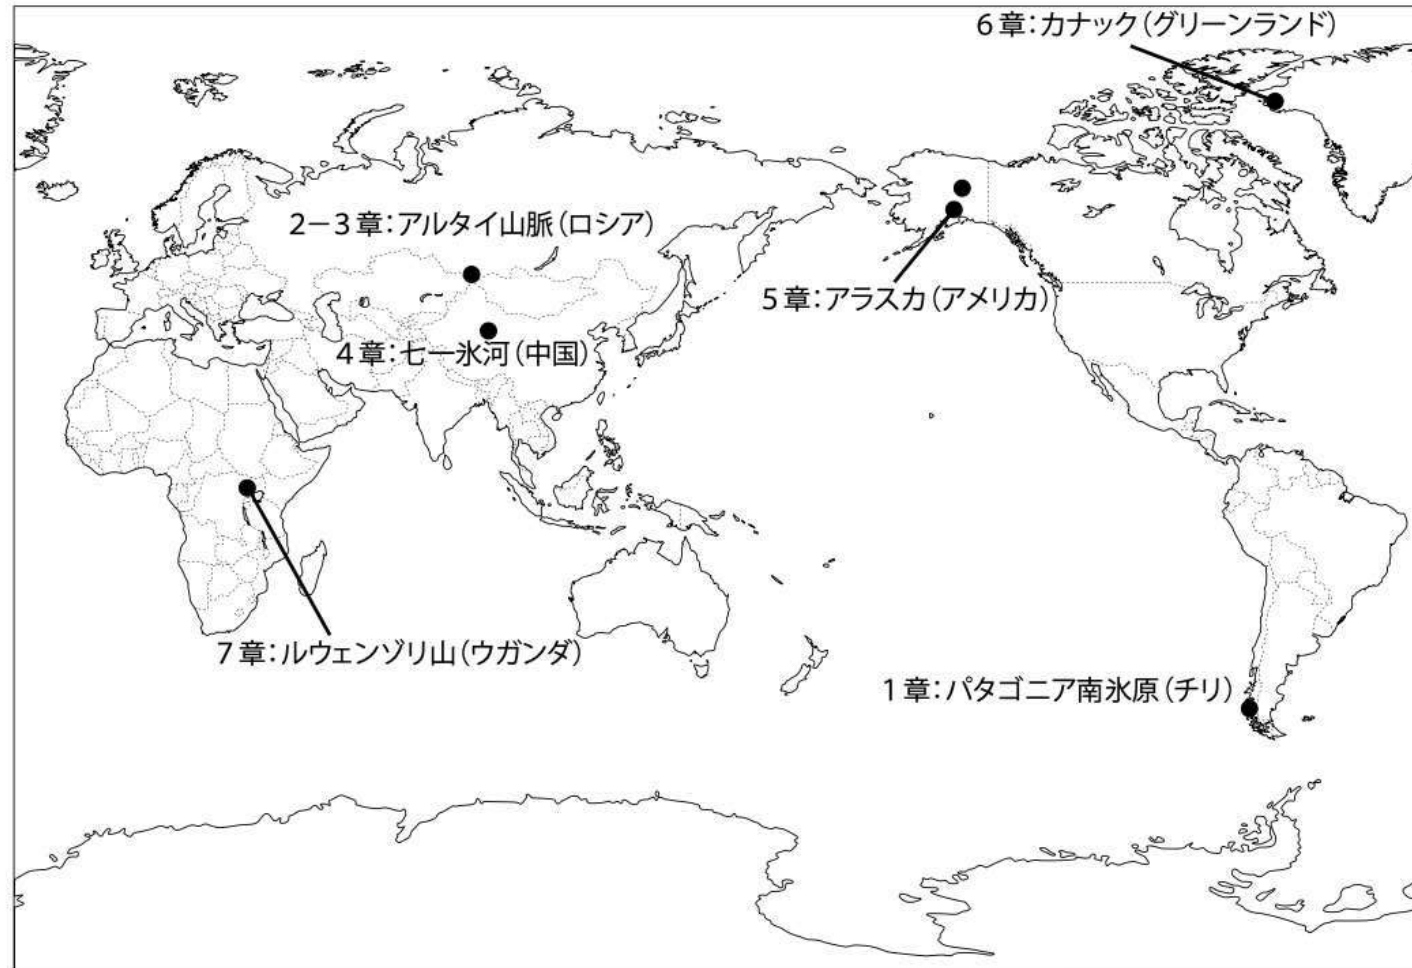 6章：カナック（グリーンランド）
2－3章：アルタイ山脈（ロシア）
5章：アラスカ（アメリカ）
4章：七一氷河（中国）
7章：ルウェンゾリ山（ウガンダ）
1章：パタゴニア南氷原（チリ）